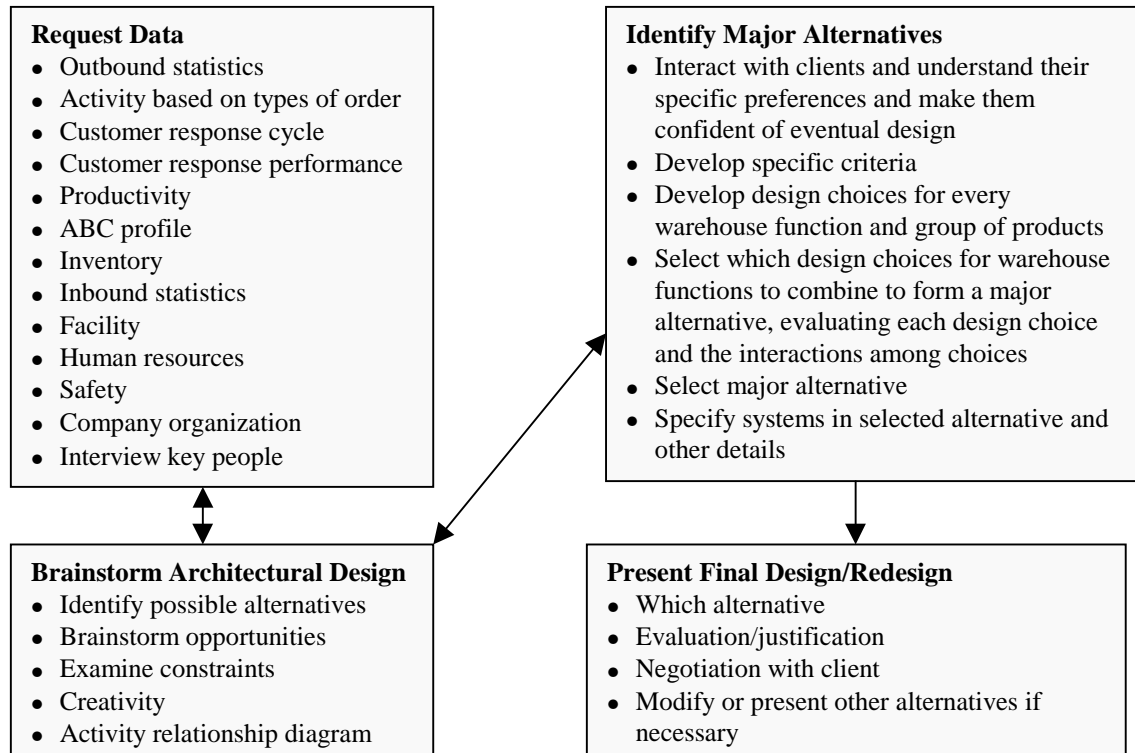 Request Data
• Outbound statistics
• Activity based on types of order
• Customer response cycle
• Customer response performance
• Productivity
• ABC profile
• Inventory
• Inbound statistics
• Facility
• Human resources
• Safety
• Company organization
• Interview key people
Brainstorm Architectural Design
• Identify possible alternatives
• Brainstorm opportunities
• Examine constraints
• Creativity
• Activity relationship diagram
Identify Major Alternatives
• Interact with clients and understand their
specific preferences and make them
confident of eventual design
• Develop specific criteria
• Develop design choices for every
warehouse function and group of products
• Select which design choices for warehouse
functions to combine to form a major
alternative, evaluating each design choice
and the interactions among choices
• Select major alternative
• Specify systems in selected alternative and
other details
Present Final Design/Redesign
• Which alternative
• Evaluation/justification
• Negotiation with client
• Modify or present other alternatives if
necessary